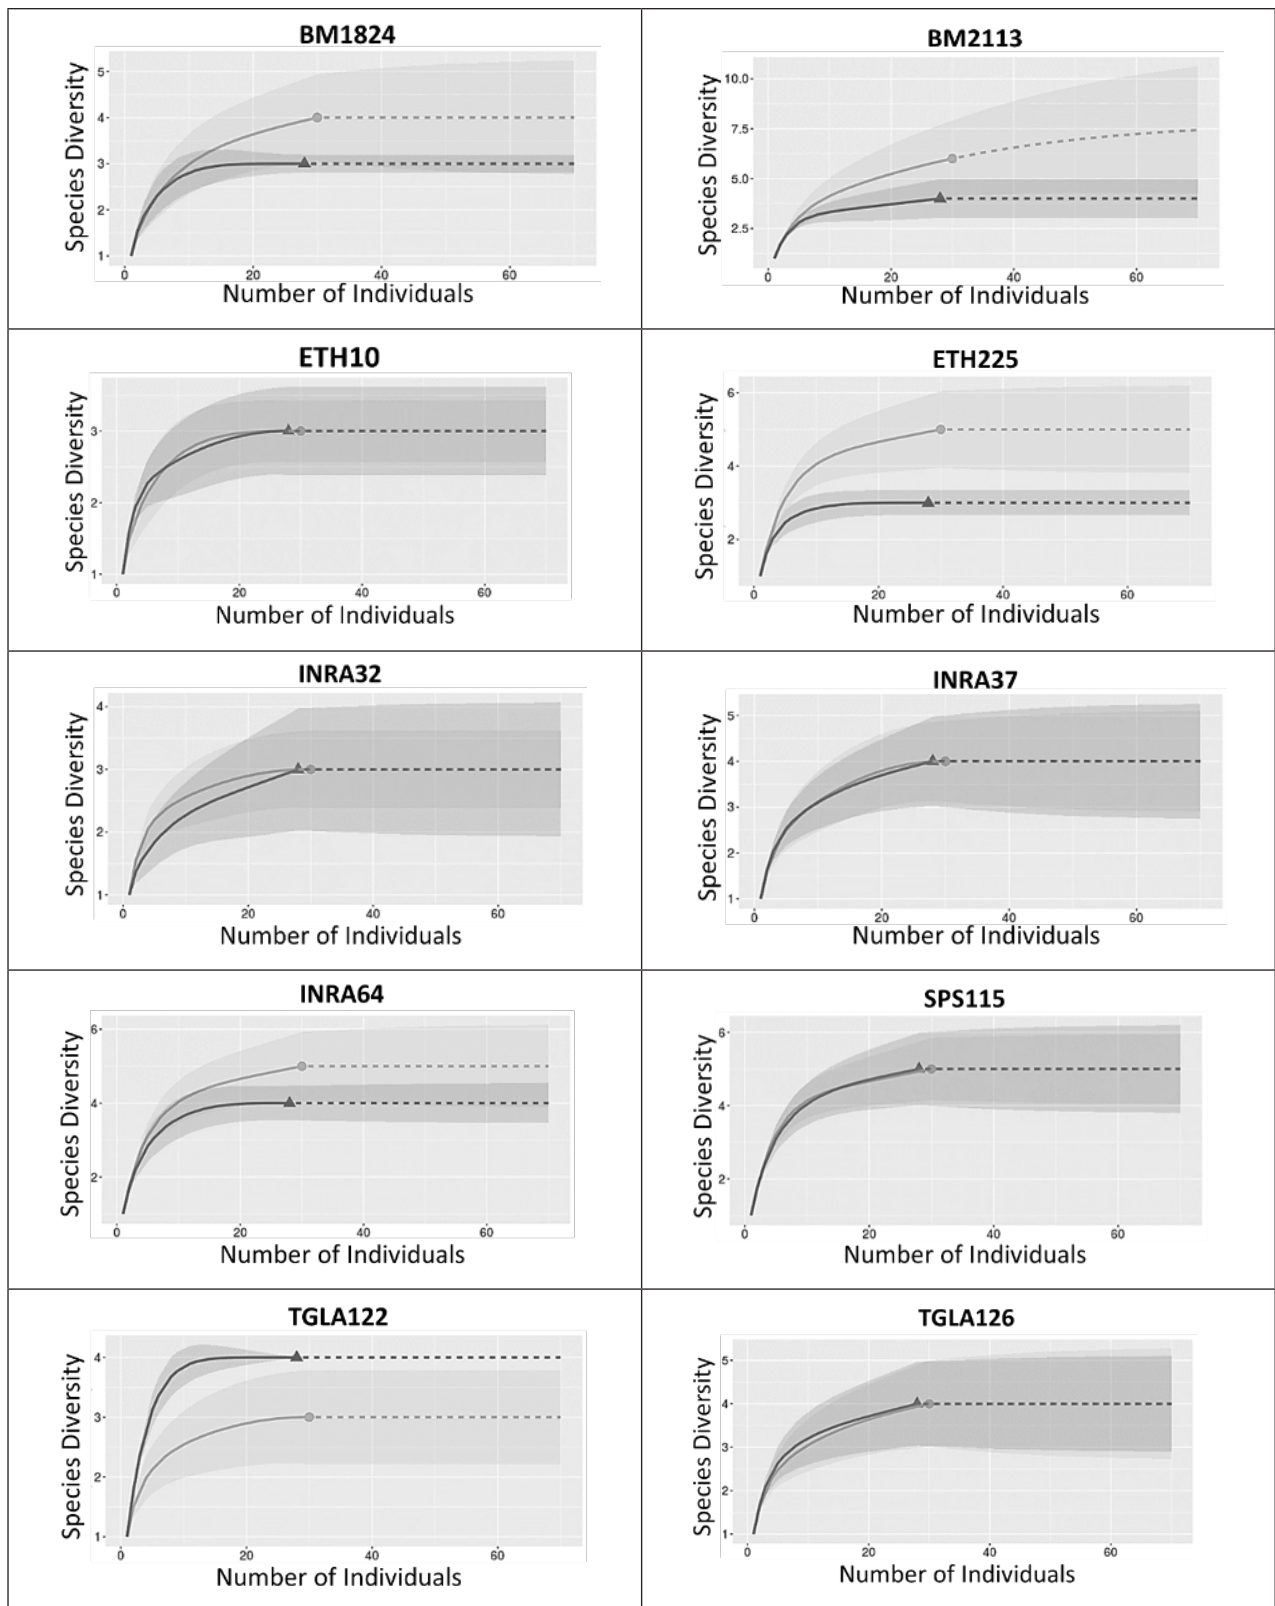 BM1824
Species Diversity
5
4
3
2
1
0 20 40 60
Number of Individuals
BM2113
Species Diversity
10.0
7.5
5.0
2.5
0 20 40 60
Number of Individuals
ETH10
Species Diversity
3
2
1
0 20 40 60
Number of Individuals
ETH225
Species Diversity
6
4
2
0 20 40 60
Number of Individuals
INRA32
Species Diversity
4
3
2
1
0 20 40 60
Number of Individuals
INRA37
Species Diversity
5
4
3
2
1
0 20 40 60
Number of Individuals
INRA64
Species Diversity
6
4
2
0 20 40 60
Number of Individuals
SPS115
Species Diversity
6
4
2
0 20 40 60
Number of Individuals
TGLA122
Species Diversity
4
3
2
1
0 20 40 60
Number of Individuals
TGLA126
Species Diversity
5
4
3
2
1
0 20 40 60
Number of Individuals